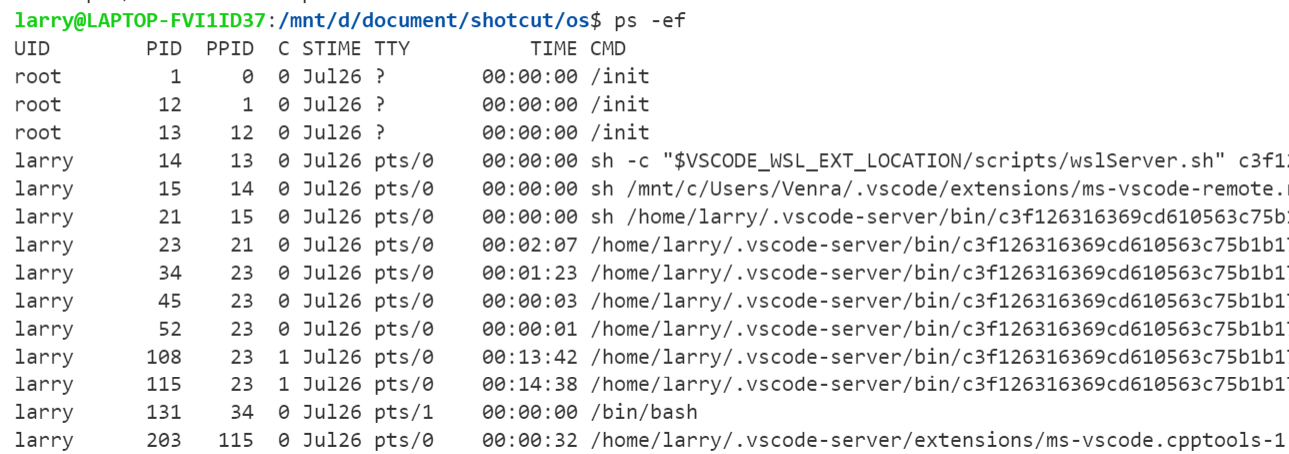 larry@LAPTOP-FVI1ID37:/mnt/d/document/shotcut/os$ ps -ef
UID        PID  PPID  C STIME TTY          TIME CMD
root         1     0  0 Jul26 ?        00:00:00 /init
root        12     1  0 Jul26 ?        00:00:00 /init
root        13    12  0 Jul26 ?        00:00:00 /init
larry       14    13  0 Jul26 pts/0    00:00:00 sh -c "$VSCODE_WSL_EXT_LOCATION/scripts/wslServer.sh" c3f12
larry       15    14  0 Jul26 pts/0    00:00:00 sh /mnt/c/Users/Venra/.vscode/extensions/ms-vscode-remote.
larry       21    15  0 Jul26 pts/0    00:00:00 sh /home/larry/.vscode-server/bin/c3f126316369cd610563c75b
larry       23    21  0 Jul26 pts/0    00:02:07 /home/larry/.vscode-server/bin/c3f126316369cd610563c75b1b1
larry       34    23  0 Jul26 pts/0    00:01:23 /home/larry/.vscode-server/bin/c3f126316369cd610563c75b1b1
larry       45    23  0 Jul26 pts/0    00:00:03 /home/larry/.vscode-server/bin/c3f126316369cd610563c75b1b1
larry       52    23  0 Jul26 pts/0    00:00:01 /home/larry/.vscode-server/bin/c3f126316369cd610563c75b1b1
larry      108    23  1 Jul26 pts/0    00:13:42 /home/larry/.vscode-server/bin/c3f126316369cd610563c75b1b1
larry      115    23  1 Jul26 pts/0    00:14:38 /home/larry/.vscode-server/bin/c3f126316369cd610563c75b1b1
larry      131    34  0 Jul26 pts/1    00:00:00 /bin/bash
larry      203   115  0 Jul26 pts/0    00:00:32 /home/larry/.vscode-server/extensions/ms-vscode.cpptools-1